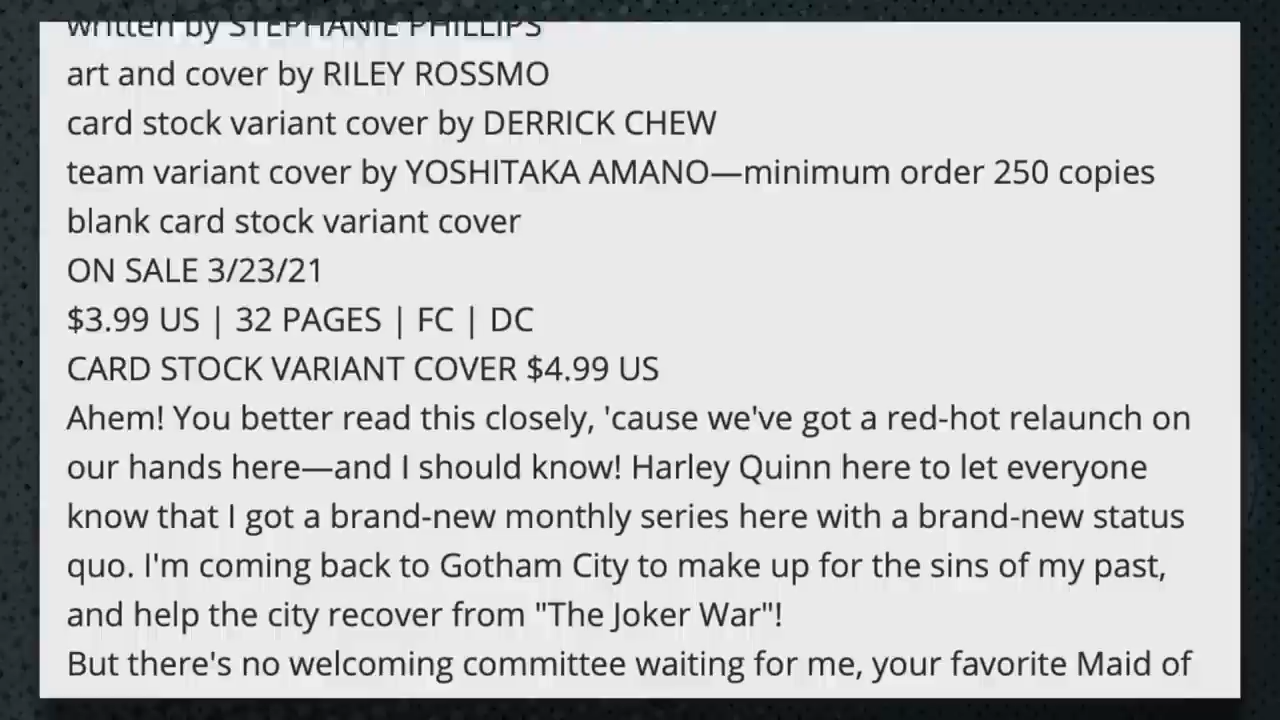 written by STEPHANIE PHILLIPS
art and cover by RILEY ROSSMO
card stock variant cover by DERRICK CHEW
team variant cover by YOSHITAKA AMANO—minimum order 250 copies
blank card stock variant cover
ON SALE 3/23/21
$3.99 US | 32 PAGES | FC | DC
CARD STOCK VARIANT COVER $4.99 US
Ahem! You better read this closely, 'cause we've got a red-hot relaunch on
our hands here—and I should know! Harley Quinn here to let everyone
know that I got a brand-new monthly series here with a brand-new status
quo. I'm coming back to Gotham City to make up for the sins of my past,
and help the city recover from "The Joker War"!
But there's no welcoming committee waiting for me, your favorite Maid of